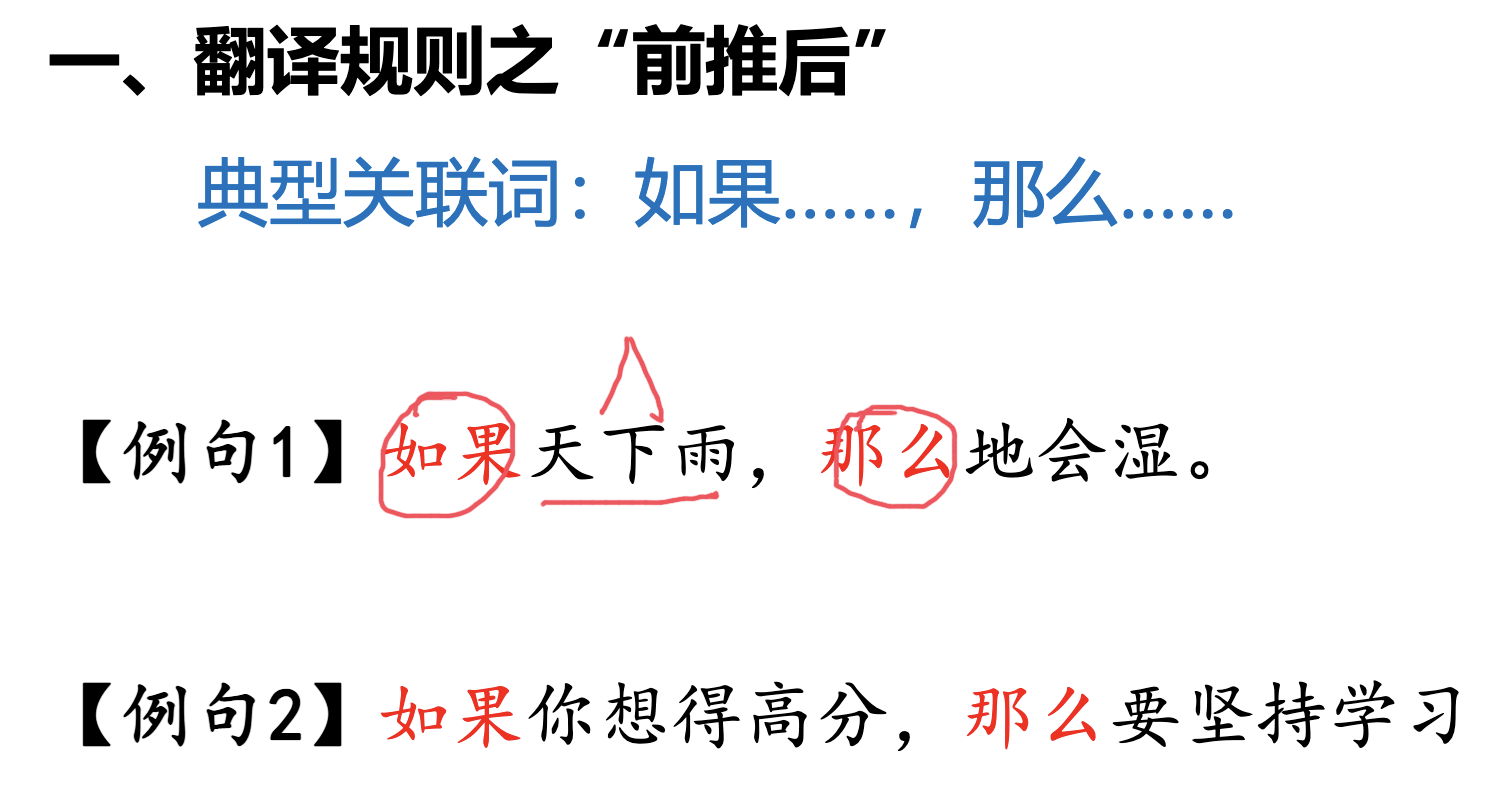 一、翻译规则之“前推后”
典型关联词：如果……，那么……
【例句1】如果天下雨，那么地会湿。
【例句2】如果你想得高分，那么要坚持学习